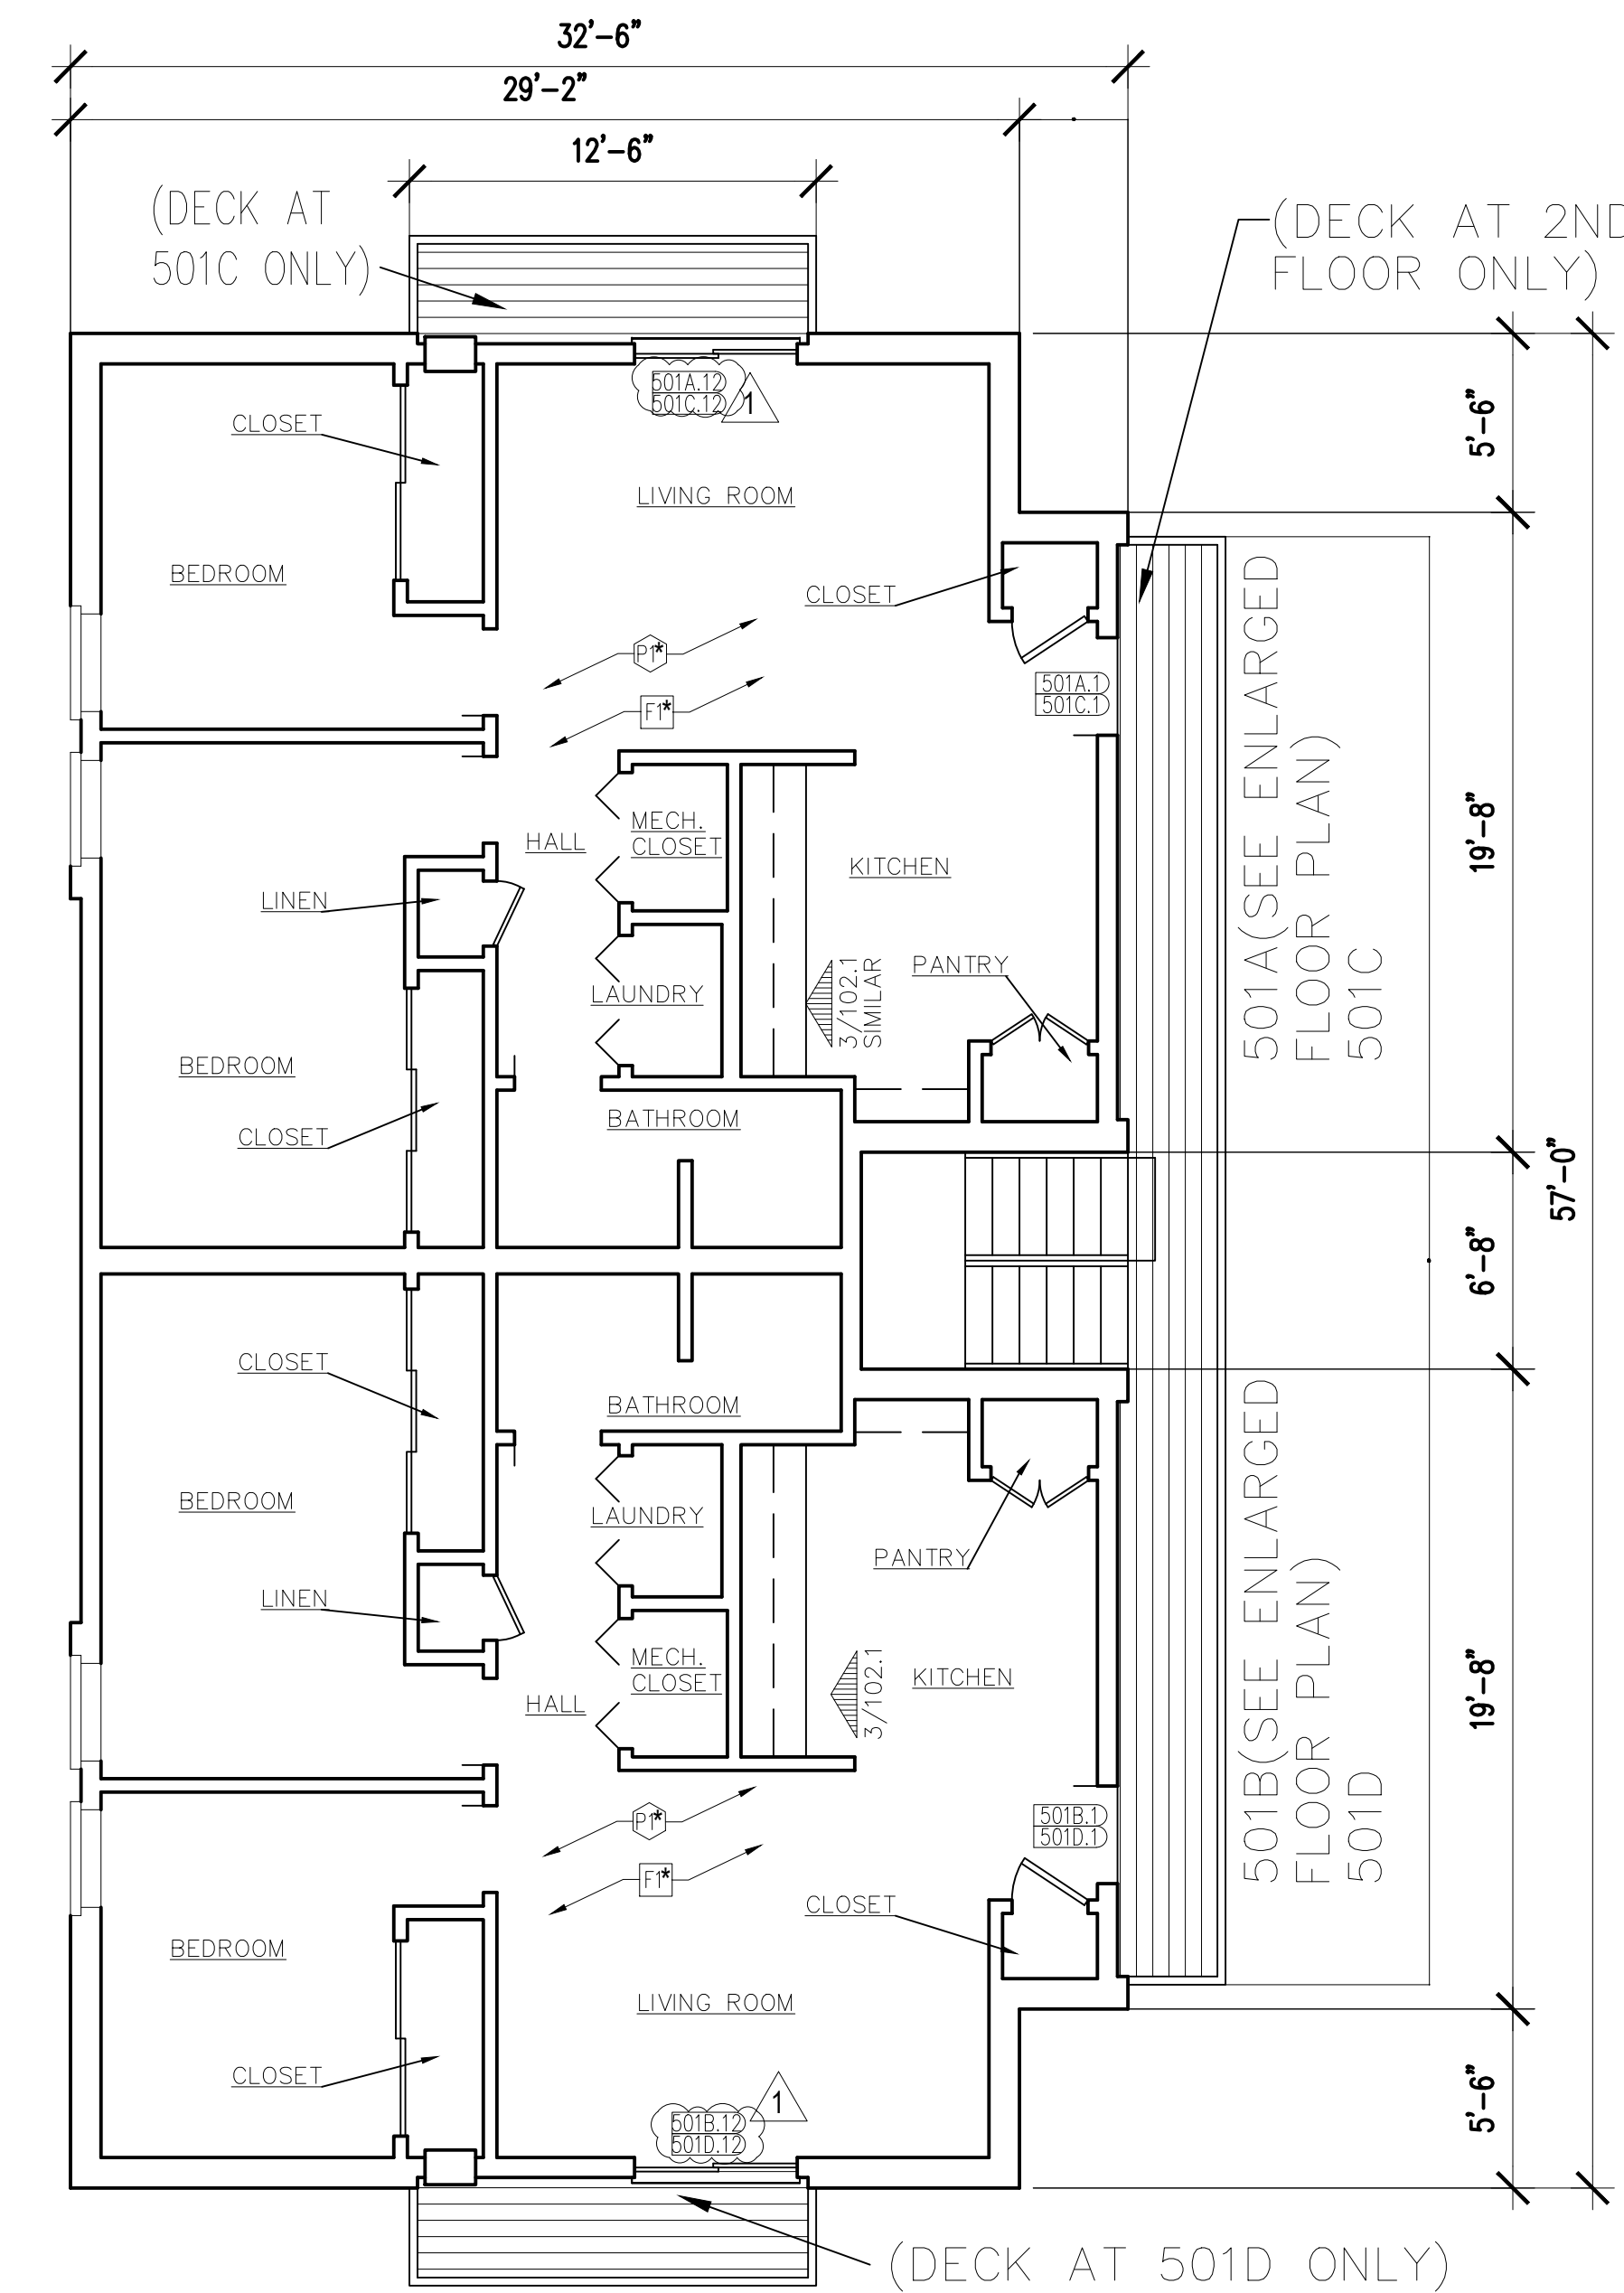 32'-6"
29'-2"
12'-6"
(DECK AT
501C ONLY)
(DECK AT 2ND
FLOOR ONLY)
501A.12
501C.12
1
CLOSET
LIVING ROOM
5'-6"
BEDROOM
CLOSET
P1*
F1*
501A.1
501C.1
501A(SEE ENLARGED
FLOOR PLAN)
501C
19'-8"
MECH.
CLOSET
HALL
KITCHEN
LINEN
LAUNDRY
3/102.1
SIMILAR
PANTRY
BEDROOM
CLOSET
BATHROOM
57'-0"
6'-8"
CLOSET
BATHROOM
BEDROOM
LAUNDRY
PANTRY
LINEN
MECH.
CLOSET
HALL
3/102.1
KITCHEN
501B(SEE ENLARGED
FLOOR PLAN)
501D
19'-8"
P1*
F1*
501B.1
501D.1
CLOSET
BEDROOM
LIVING ROOM
CLOSET
5'-6"
1
501B.12
501D.12
(DECK AT 501D ONLY)